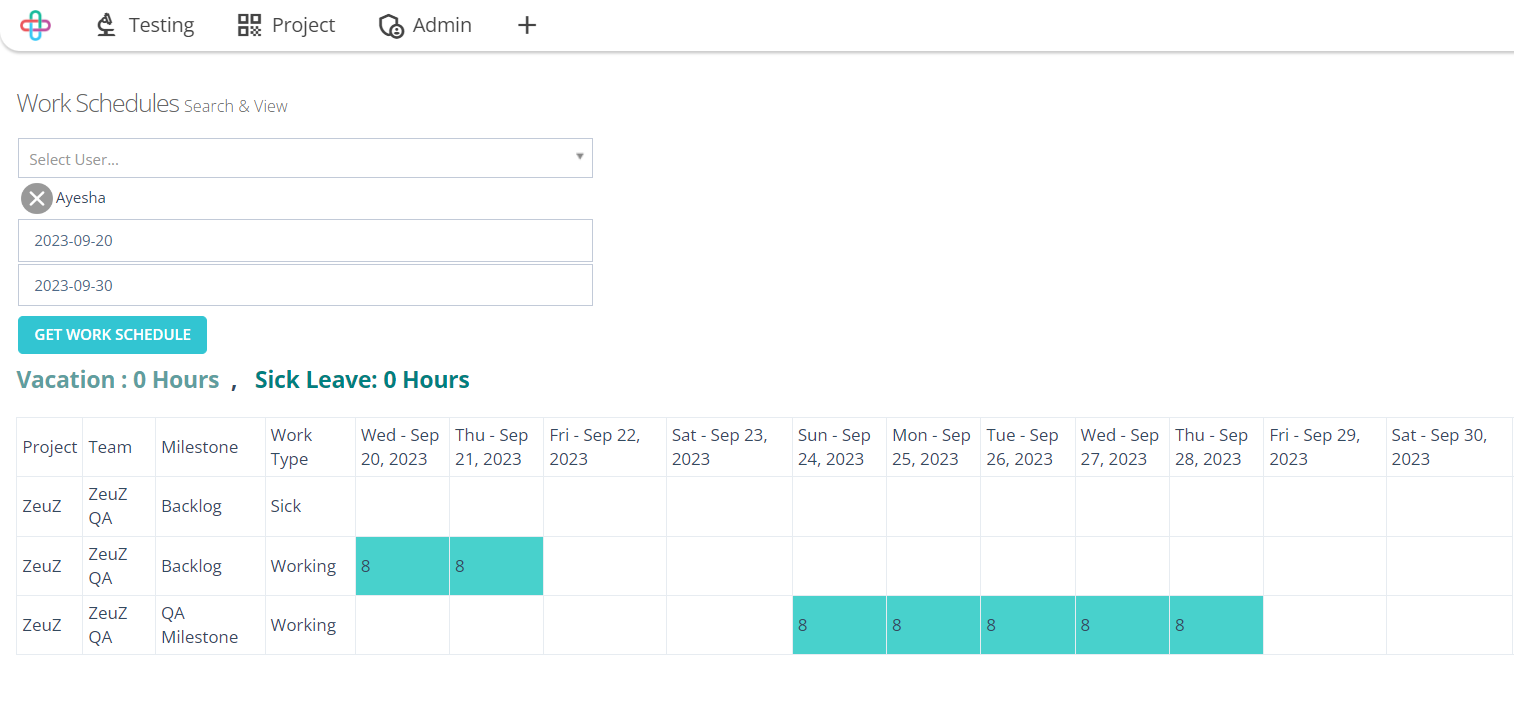 Testing Project Admin +
Work Schedules Search & View
Select User...
Ayesha
2023-09-20
2023-09-30
GET WORK SCHEDULE
Vacation : 0 Hours , Sick Leave: 0 Hours
Project Team Milestone Work Type Wed - Sep 20, 2023 Thu - Sep 21, 2023 Fri - Sep 22, 2023 Sat - Sep 23, 2023 Sun - Sep 24, 2023 Mon - Sep 25, 2023 Tue - Sep 26, 2023 Wed - Sep 27, 2023 Thu - Sep 28, 2023 Fri - Sep 29, 2023 Sat - Sep 30, 2023
ZeuZ ZeuZ QA Backlog Sick
ZeuZ ZeuZ QA Backlog Working 8 8
ZeuZ ZeuZ QA QA Milestone Working 8 8 8 8 8